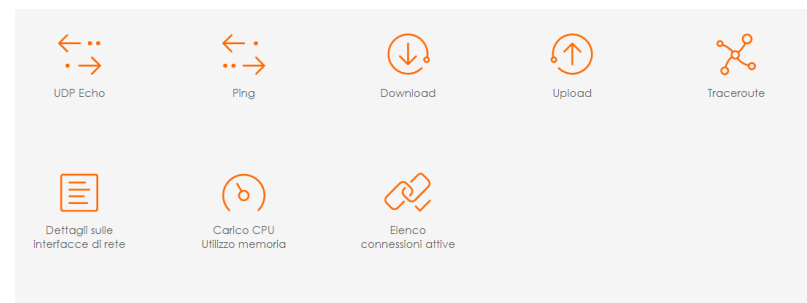 UDP Echo
Ping
Download
Upload
Traceroute
Dettagli sulle
interfacce di rete
Carico CPU
Utilizzo memoria
Elenco
connessioni attive